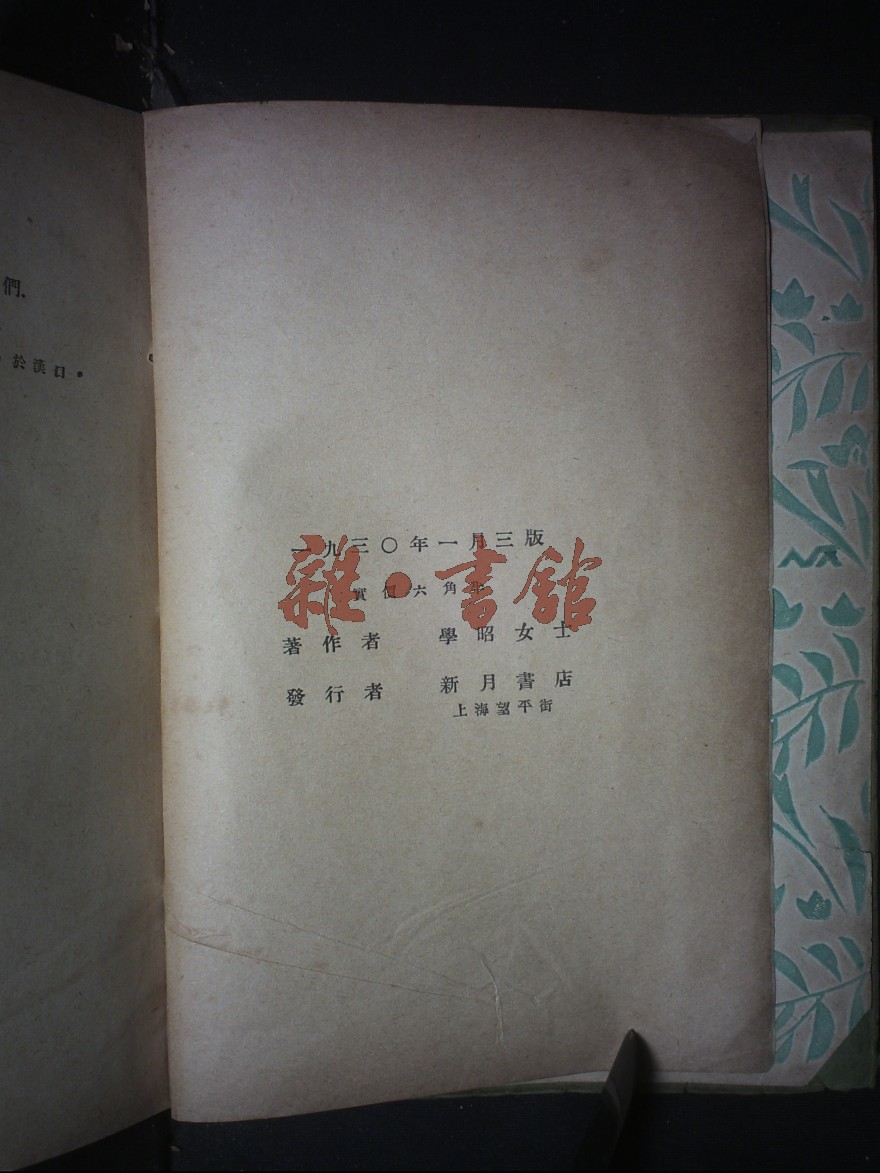 們.
於漢口。
一九三〇年一月三版
實價六角半
著作者 學昭女士
發行者 新月書店
上海望平街
雜·書館